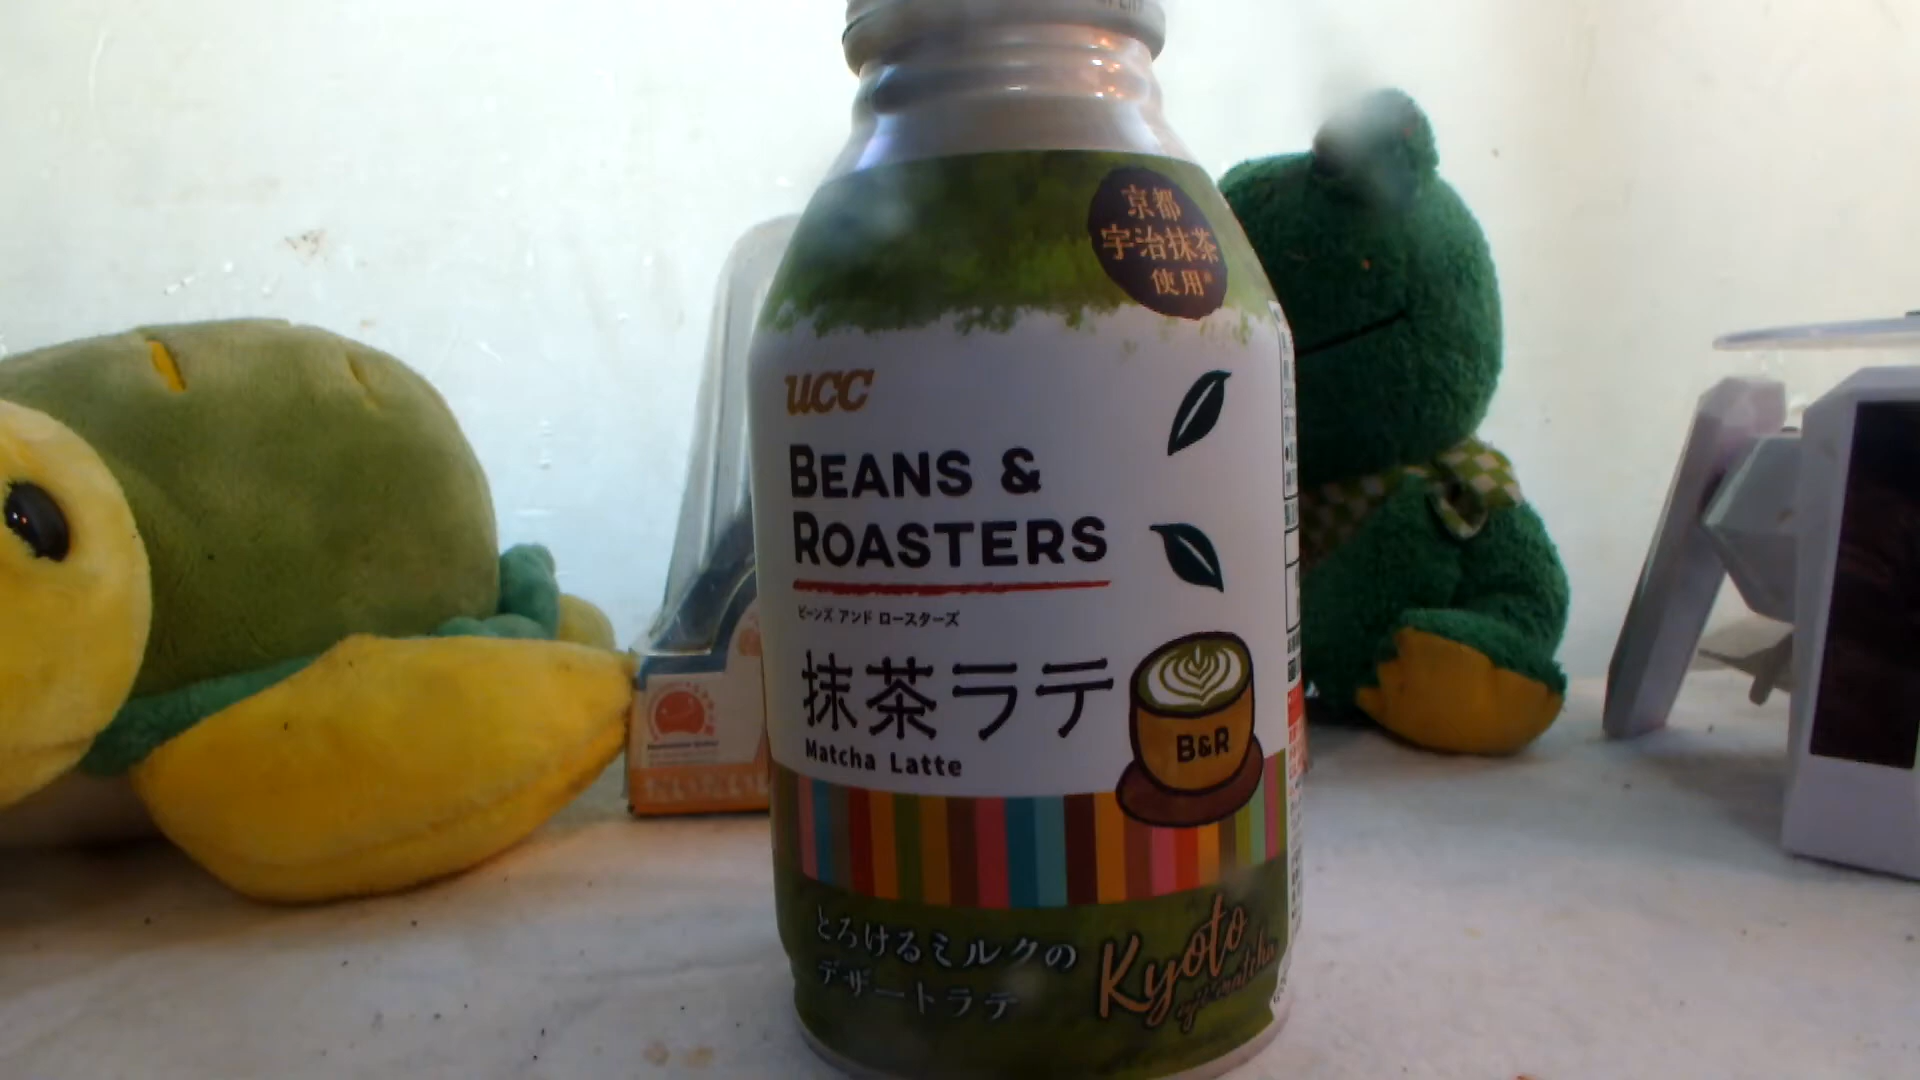 京都
宇治抹茶
使用※
UCC
BEANS &
ROASTERS
ビーンズ アンド ロースターズ
抹茶ラテ
Matcha Latte
B&R
とろけるミルクの
デザートラテ
Kyoto
uji-matcha